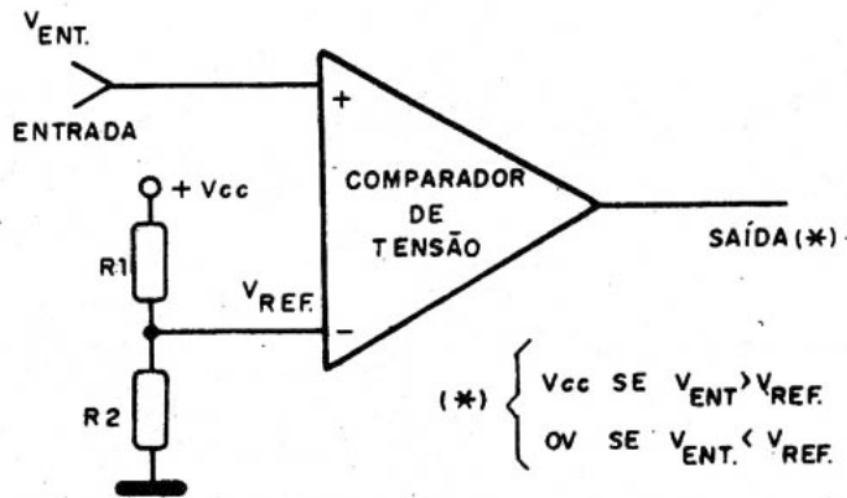 VENT.
ENTRADA
+
+ Vcc
COMPARADOR
DE
TENSÃO
SAÍDA (*)
R1
VREF.
-
R2
(*)
Vcc SE VENT > VREF.
OV SE VENT. < VREF.